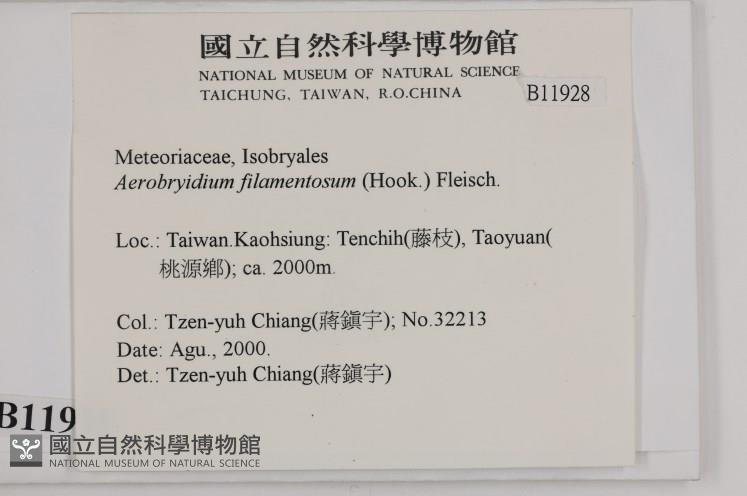 國立自然科學博物館
NATIONAL MUSEUM OF NATURAL SCIENCE
TAICHUNG, TAIWAN, R.O.CHINA
B11928
Meteoriaceae, Isobryales
Aerobryidium filamentosum (Hook.) Fleisch.
Loc.: Taiwan.Kaohsiung: Tenchih(藤枝), Taoyuan(
桃源鄉); ca. 2000m.
Col.: Tzen-yuh Chiang(蔣鎭宇); No.32213
Date: Agu., 2000.
Det.: Tzen-yuh Chiang(蔣鎭宇)
B119
國立自然科學博物館
NATIONAL MUSEUM OF NATURAL SCIENCE